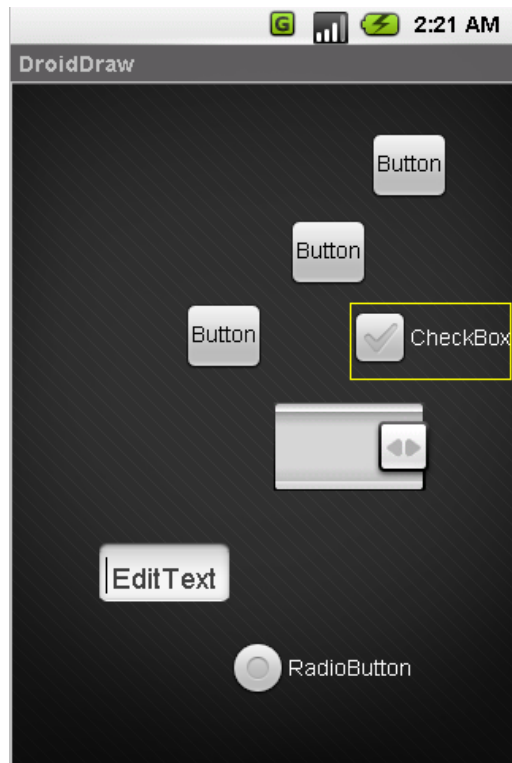 G 2:21 AM
DroidDraw
Button
Button
Button
CheckBox
EditText
RadioButton